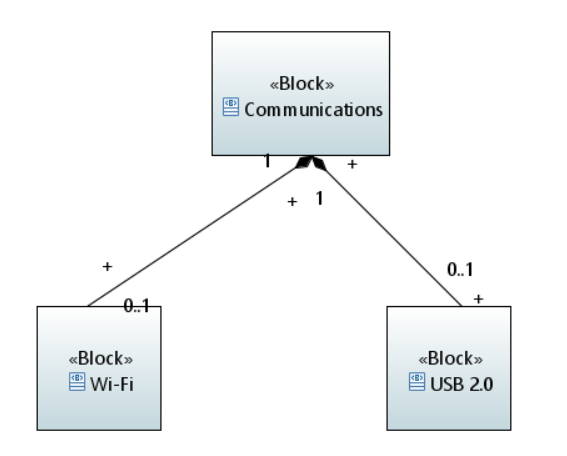 «Block»
Communications
1
+
+
1
+
0..1
0..1
+
«Block»
Wi-Fi
«Block»
USB 2.0